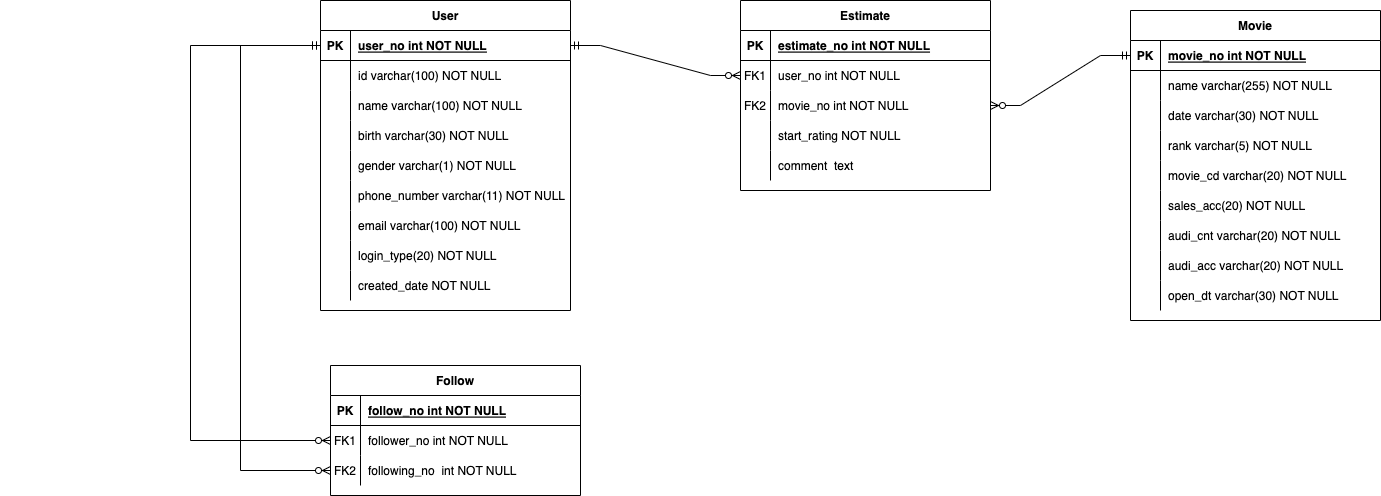 User
PK user_no int NOT NULL
id varchar(100) NOT NULL
name varchar(100) NOT NULL
birth varchar(30) NOT NULL
gender varchar(1) NOT NULL
phone_number varchar(11) NOT NULL
email varchar(100) NOT NULL
login_type(20) NOT NULL
created_date NOT NULL
Estimate
PK estimate_no int NOT NULL
FK1 user_no int NOT NULL
FK2 movie_no int NOT NULL
start_rating NOT NULL
comment  text
Movie
PK movie_no int NOT NULL
name varchar(255) NOT NULL
date varchar(30) NOT NULL
rank varchar(5) NOT NULL
movie_cd varchar(20) NOT NULL
sales_acc(20) NOT NULL
audi_cnt varchar(20) NOT NULL
audi_acc varchar(20) NOT NULL
open_dt varchar(30) NOT NULL
Follow
PK follow_no int NOT NULL
FK1 follower_no int NOT NULL
FK2 following_no  int NOT NULL